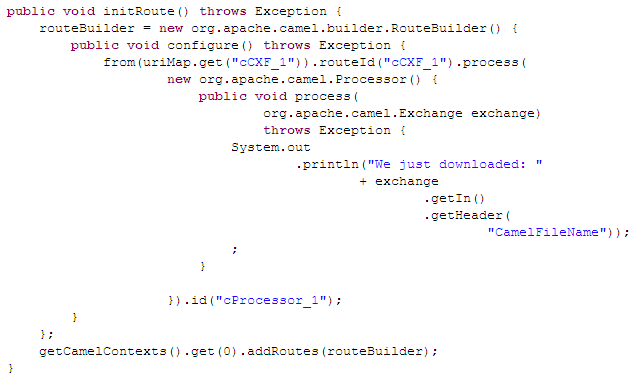 public void initRoute() throws Exception {
    routeBuilder = new org.apache.camel.builder.RouteBuilder() {
        public void configure() throws Exception {
            from(uriMap.get("cCXF_1")).routeId("cCXF_1").process(
                    new org.apache.camel.Processor() {
                        public void process(
                                org.apache.camel.Exchange exchange)
                                throws Exception {
                            System.out
                                    .println("We just downloaded: "
                                            + exchange
                                                    .getIn()
                                                    .getHeader(
                                                            "CamelFileName"));
                            ;
                        }

                    }).id("cProcessor_1");
        }
    };
    getCamelContexts().get(0).addRoutes(routeBuilder);
}